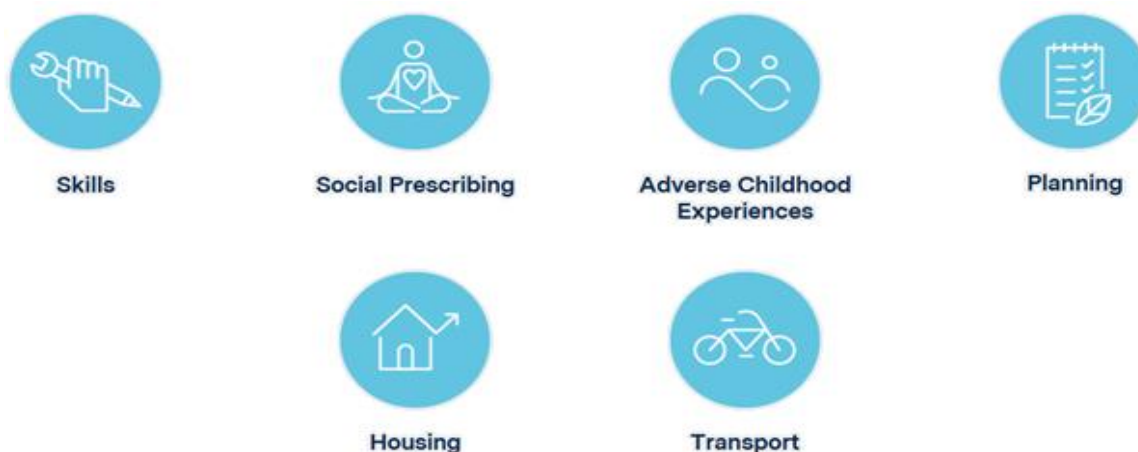 Skills
Social Prescribing
Adverse Childhood
Experiences
Planning
Housing
Transport